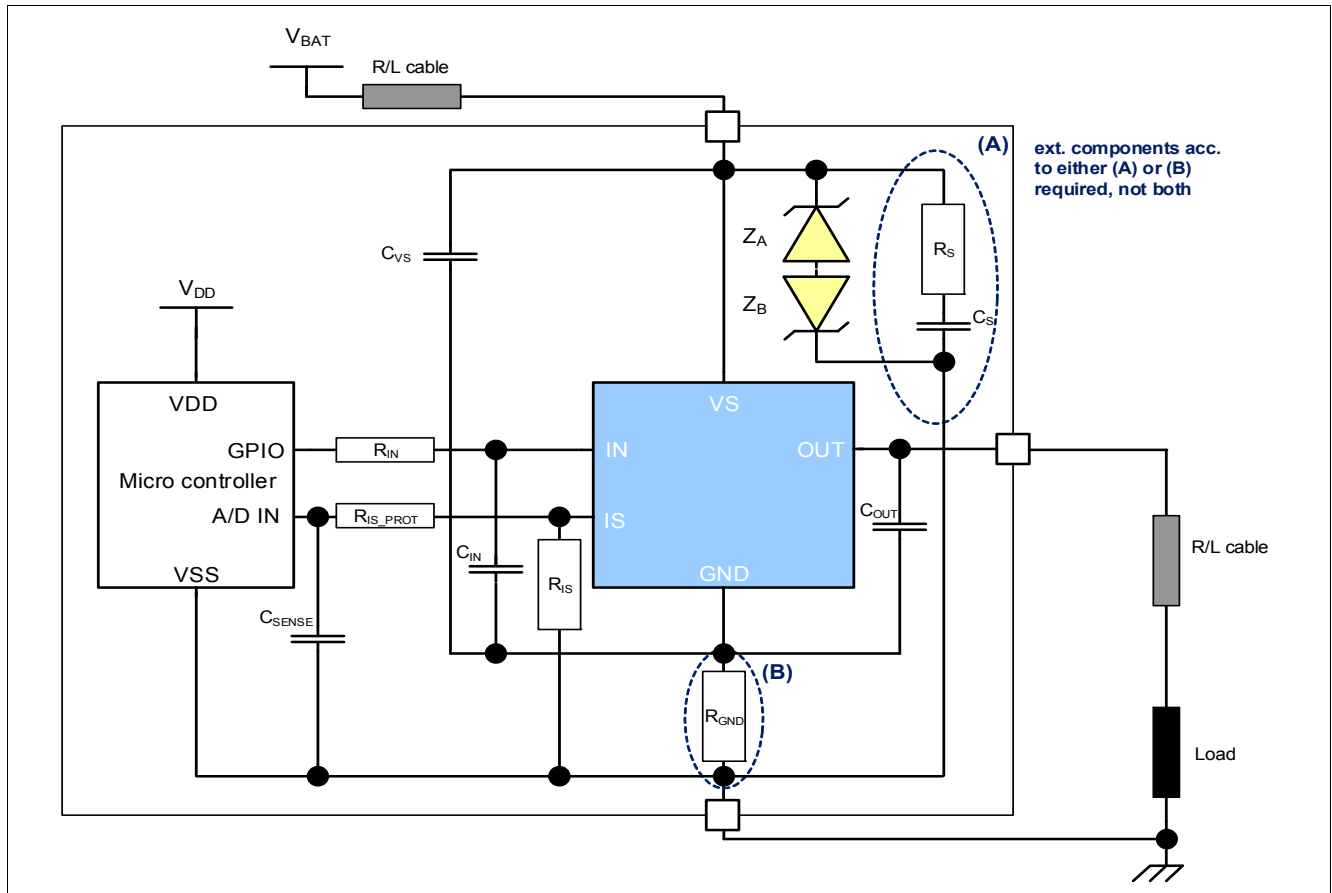 VBAT
R/L cable
(A)
ext. components acc.
to either (A) or (B)
required, not both
ZA
RS
CVS
VDD
ZB
CS
VDD
VS
GPIO
RIN
IN
OUT
Micro controller
A/D IN
RIS_PROT
IS
COUT
CIN
RIS
R/L cable
VSS
GND
CSENSE
(B)
RGND
Load